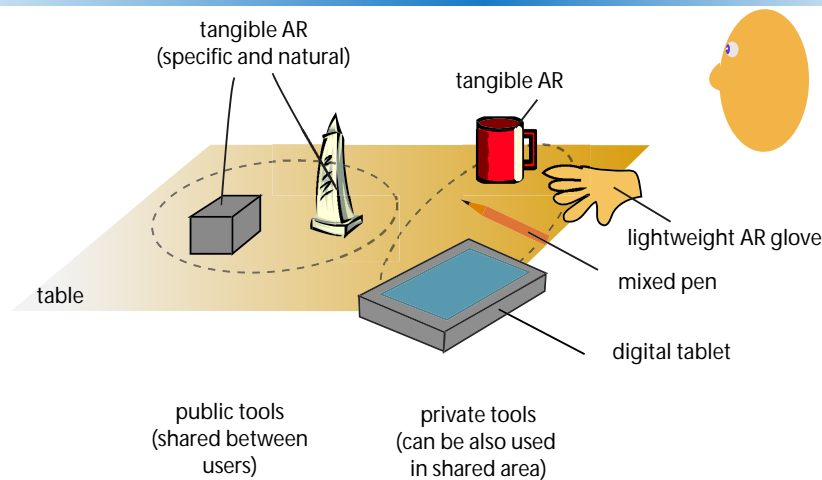 tangible AR
(specific and natural)
tangible AR
lightweight AR glove
mixed pen
table
digital tablet
public tools
(shared between
users)
private tools
(can be also used
in shared area)